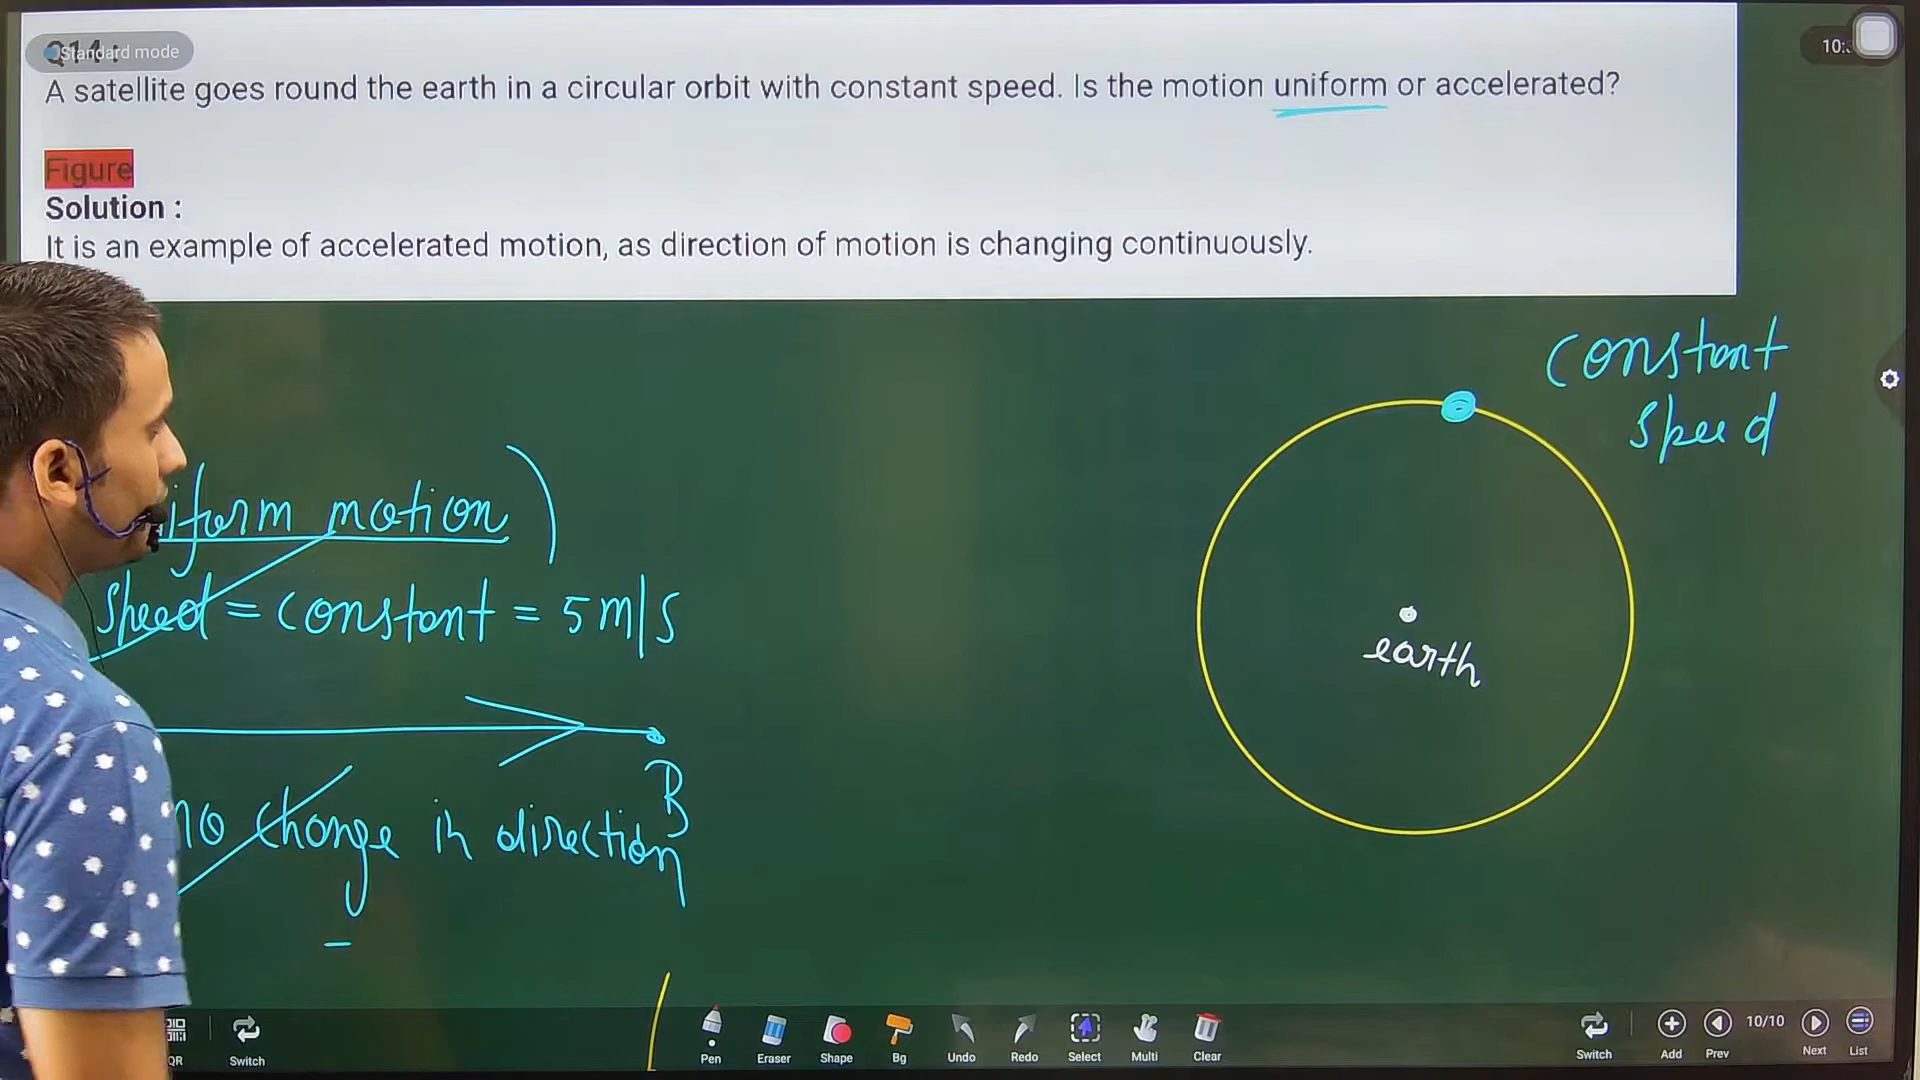 Q14 :
Standard mode
10:
A satellite goes round the earth in a circular orbit with constant speed. Is the motion uniform or accelerated?
Figure
Solution :
It is an example of accelerated motion, as direction of motion is changing continuously.
constant
speed
iform motion)
speed = constant = 5 m/s
earth
B
no change in direction
QR
Switch
Pen
Eraser
Shape
Bg
Undo
Redo
Select
Multi
Clear
Switch
Add
Prev
10/10
Next
List